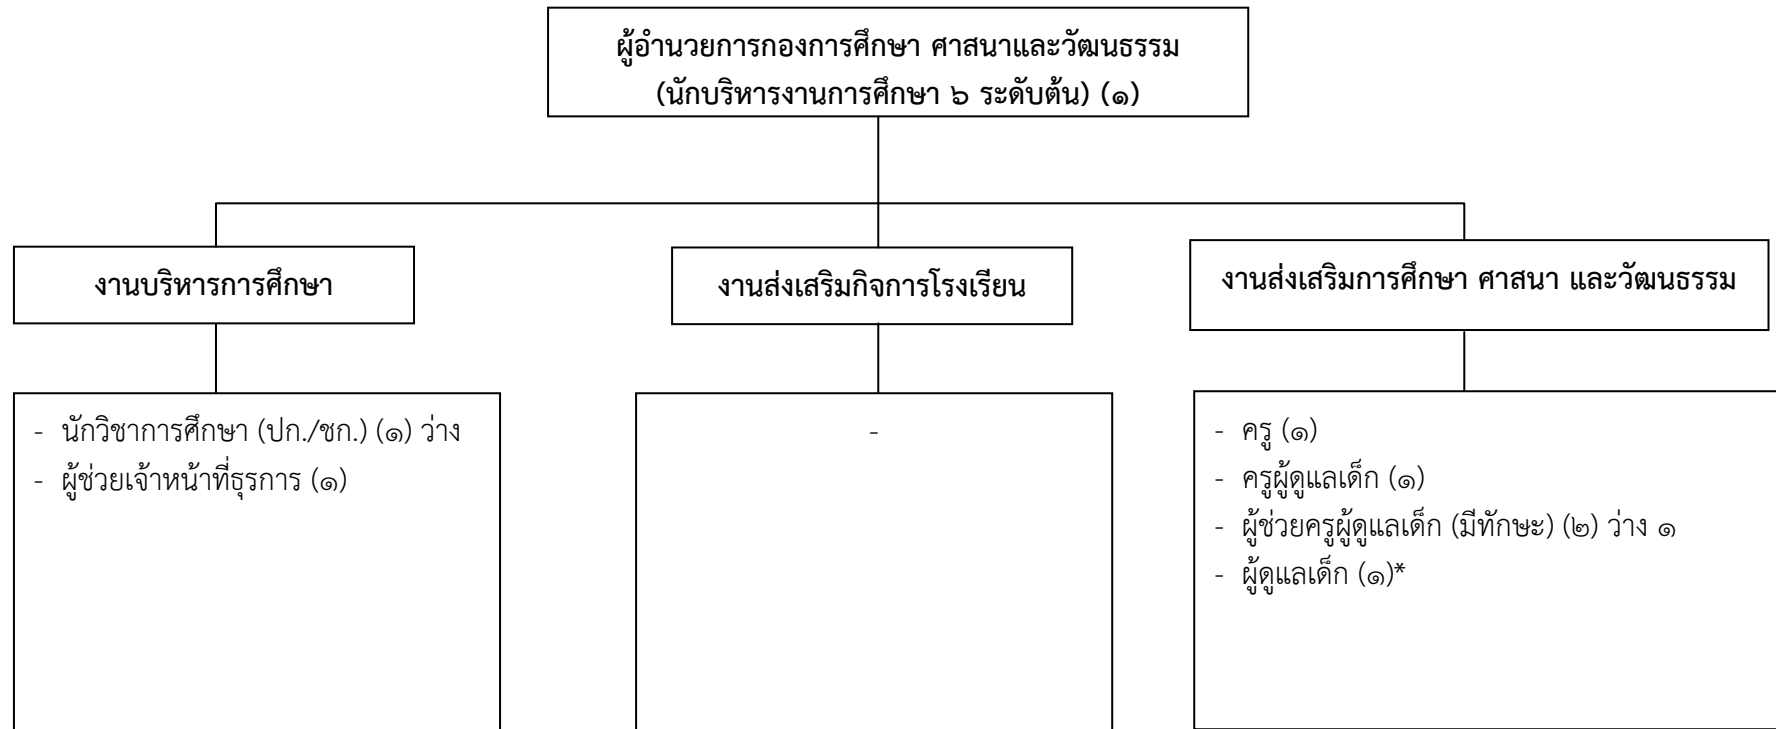 ผู้อำนวยการกองการศึกษา ศาสนาและวัฒนธรรม
(นักบริหารงานการศึกษา ๖ ระดับต้น) (๑)
งานบริหารการศึกษา
งานส่งเสริมกิจการโรงเรียน
งานส่งเสริมการศึกษา ศาสนา และวัฒนธรรม
- นักวิชาการศึกษา (ปก./ชก.) (๑) ว่าง
- ผู้ช่วยเจ้าหน้าที่ธุรการ (๑)
-
- ครู (๑)
- ครูผู้ดูแลเด็ก (๑)
- ผู้ช่วยครูผู้ดูแลเด็ก (มีทักษะ) (๒) ว่าง ๑
- ผู้ดูแลเด็ก (๑)*